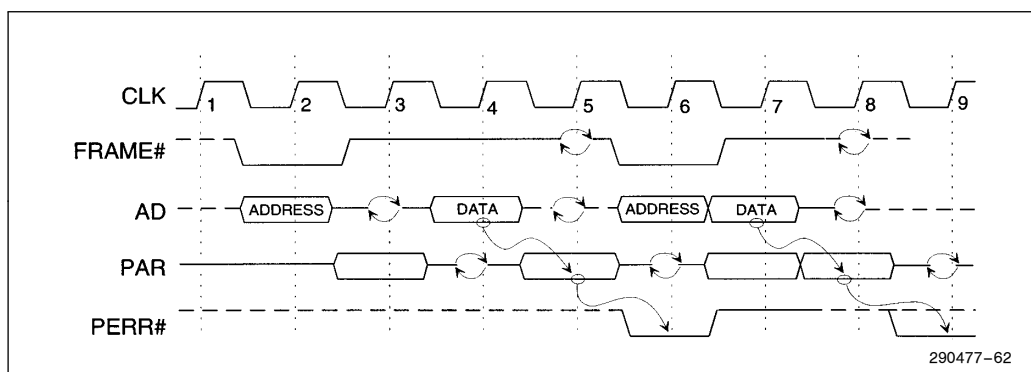 CLK 1 2 3 4 5 6 7 8 9
FRAME#
AD ADDRESS DATA ADDRESS DATA
PAR
PERR#
290477-62